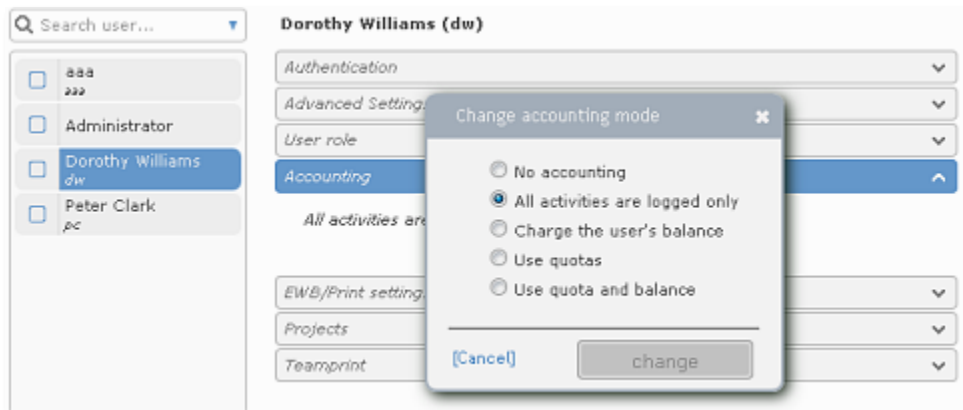 Search user...
aaa
aaa
Administrator
Dorothy Williams
dw
Peter Clark
pc
Dorothy Williams (dw)
Authentication
Advanced Setting
User role
Accounting
All activities are
EWB/Print setting
Projects
Teamprint
Change accounting mode
No accounting
All activities are logged only
Charge the user's balance
Use quotas
Use quota and balance
[Cancel]
change